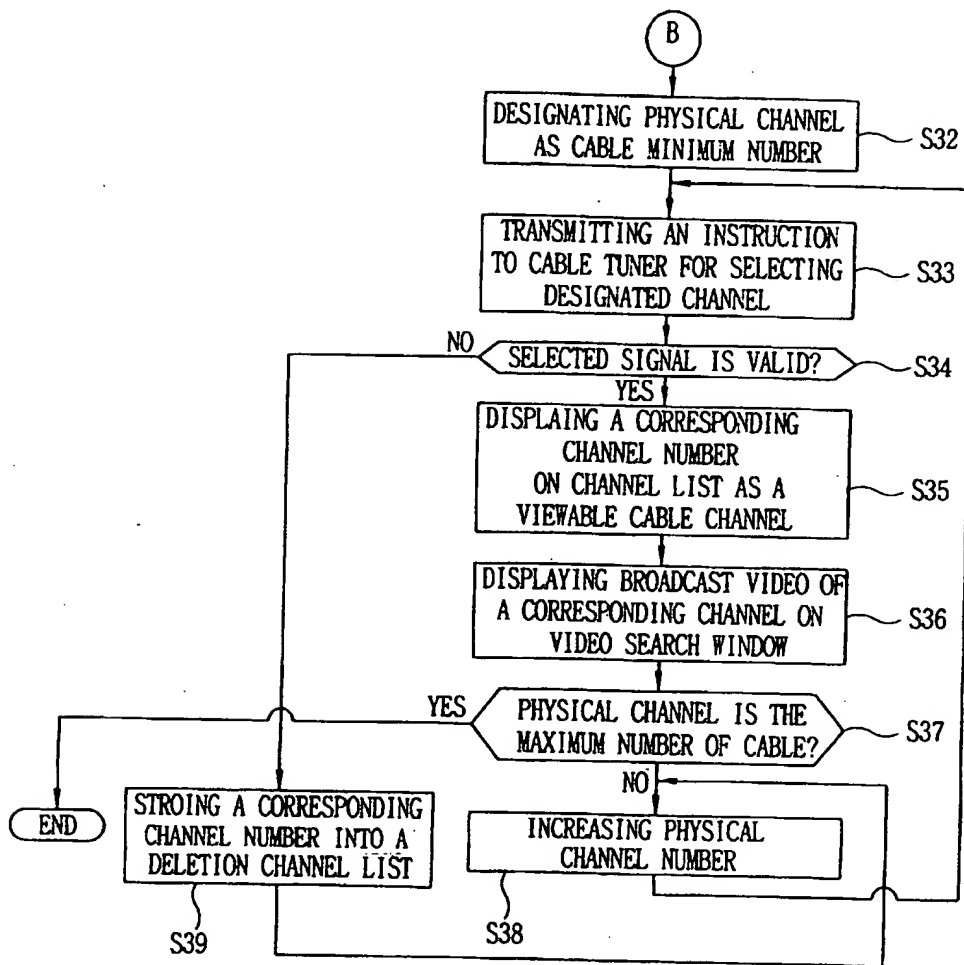 B
DESIGNATING PHYSICAL CHANNEL
AS CABLE MINIMUM NUMBER
S32
TRANSMITTING AN INSTRUCTION
TO CABLE TUNER FOR SELECTING
DESIGNATED CHANNEL
S33
NO
SELECTED SIGNAL IS VALID?
S34
YES
DISPLAING A CORRESPONDING
CHANNEL NUMBER
ON CHANNEL LIST AS A
VIEWABLE CABLE CHANNEL
S35
DISPLAYING BROADCAST VIDEO OF
A CORRESPONDING CHANNEL ON
VIDEO SEARCH WINDOW
S36
YES
PHYSICAL CHANNEL IS THE
MAXIMUM NUMBER OF CABLE?
S37
NO
END
STROING A CORRESPONDING
CHANNEL NUMBER INTO A
DELETION CHANNEL LIST
INCREASING PHYSICAL
CHANNEL NUMBER
S39
S38